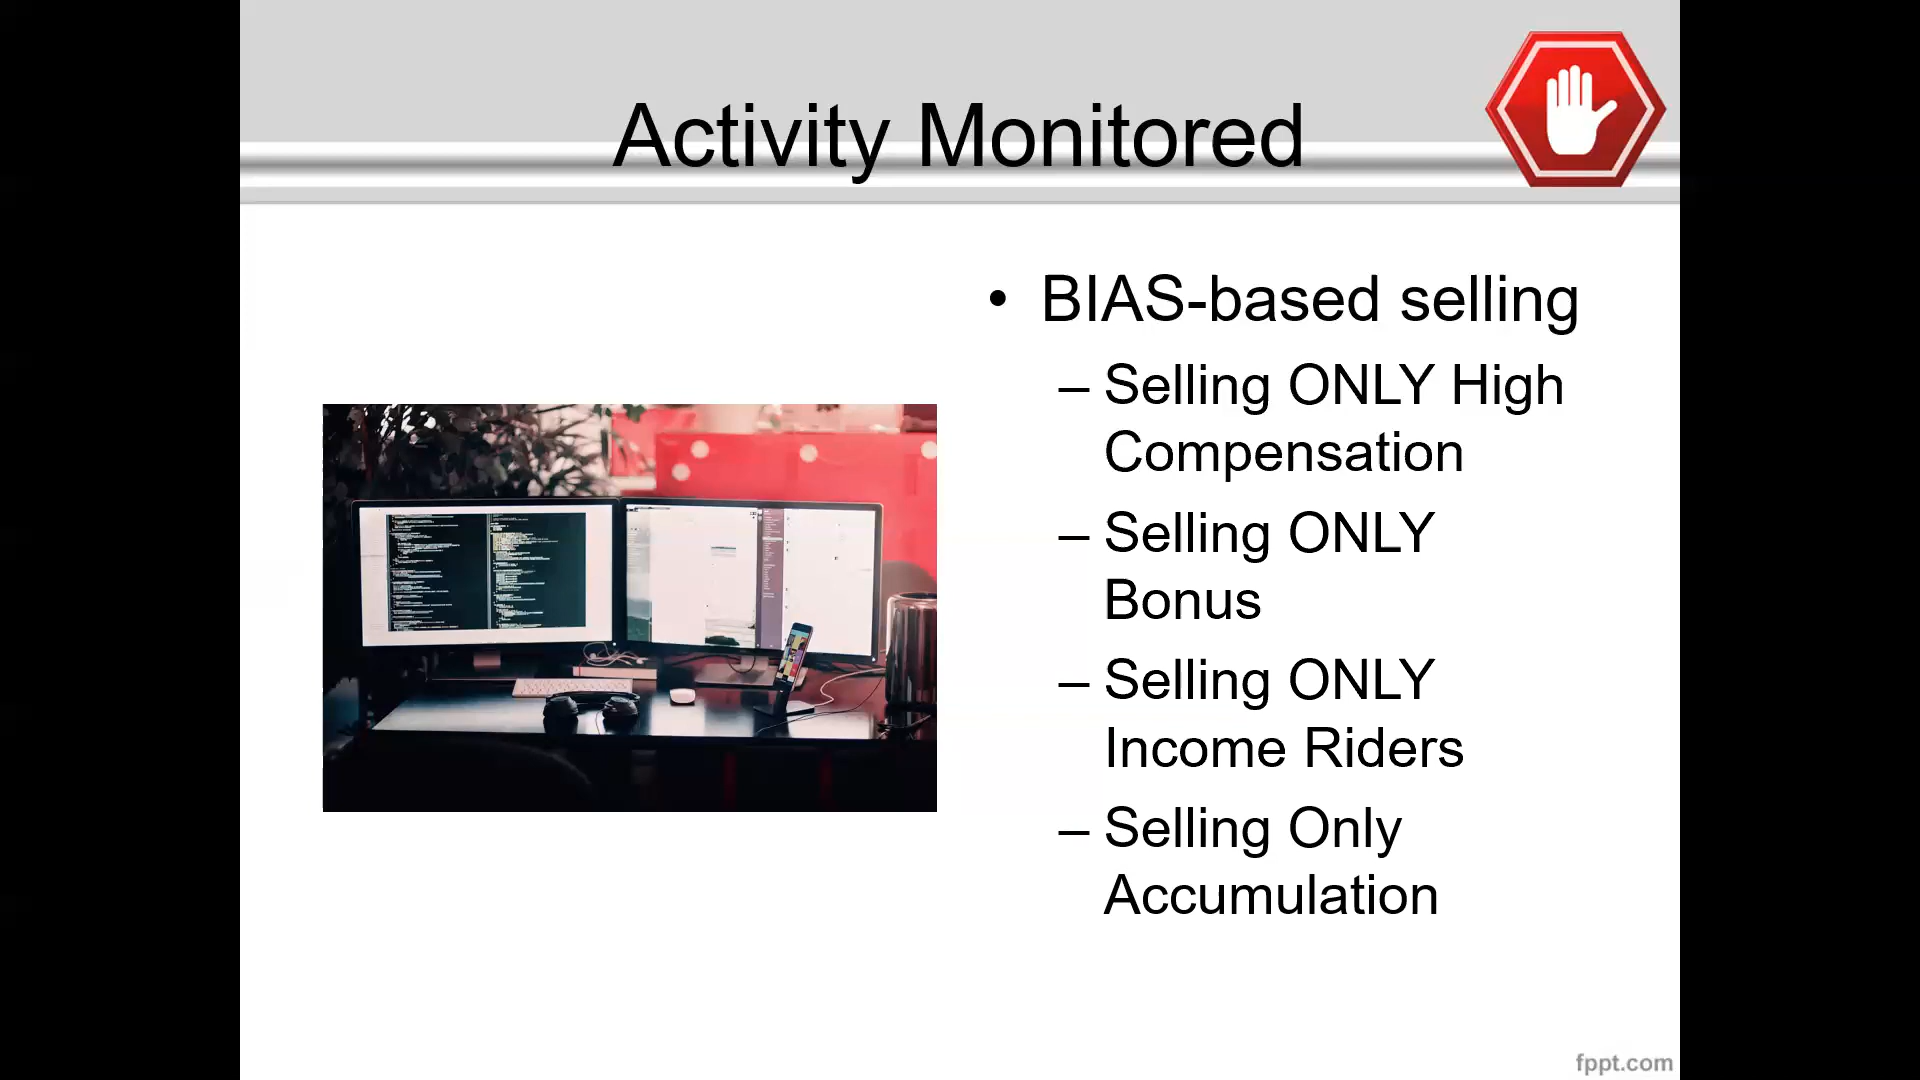 Activity Monitored
• BIAS-based selling
– Selling ONLY High
Compensation
– Selling ONLY
Bonus
– Selling ONLY
Income Riders
– Selling Only
Accumulation
fppt.com